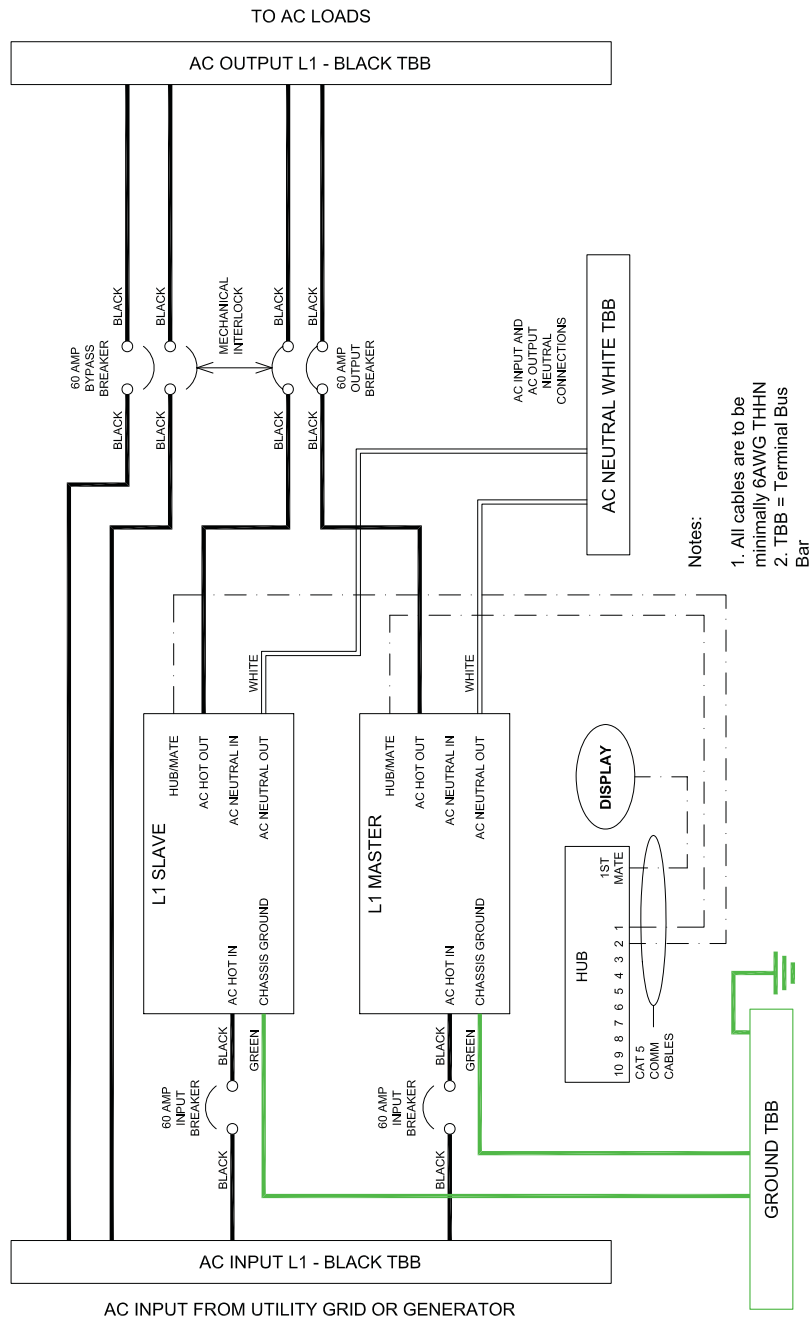 TO AC LOADS
AC OUTPUT L1 - BLACK TBB
BLACK
BLACK
BLACK
BLACK
60 AMP
BYPASS
BREAKER
MECHANICAL
INTERLOCK
60 AMP
OUTPUT
BREAKER
BLACK
BLACK
BLACK
BLACK
AC INPUT AND
AC OUTPUT
NEUTRAL
CONNECTIONS
AC NEUTRAL WHITE TBB
Notes:
1. All cables are to be
minimally 6AWG THHN
2. TBB = Terminal Bus
Bar
WHITE
WHITE
L1 SLAVE
HUB/MATE
AC HOT OUT
AC NEUTRAL IN
AC NEUTRAL OUT
AC HOT IN
CHASSIS GROUND
L1 MASTER
HUB/MATE
AC HOT OUT
AC NEUTRAL IN
AC NEUTRAL OUT
AC HOT IN
CHASSIS GROUND
DISPLAY
HUB
1ST
MATE
10 9 8 7 6 5 4 3 2 1
CAT 5
COMM
CABLES
BLACK
GREEN
BLACK
GREEN
60 AMP
INPUT
BREAKER
60 AMP
INPUT
BREAKER
BLACK
BLACK
GROUND TBB
AC INPUT L1 - BLACK TBB
AC INPUT FROM UTILITY GRID OR GENERATOR